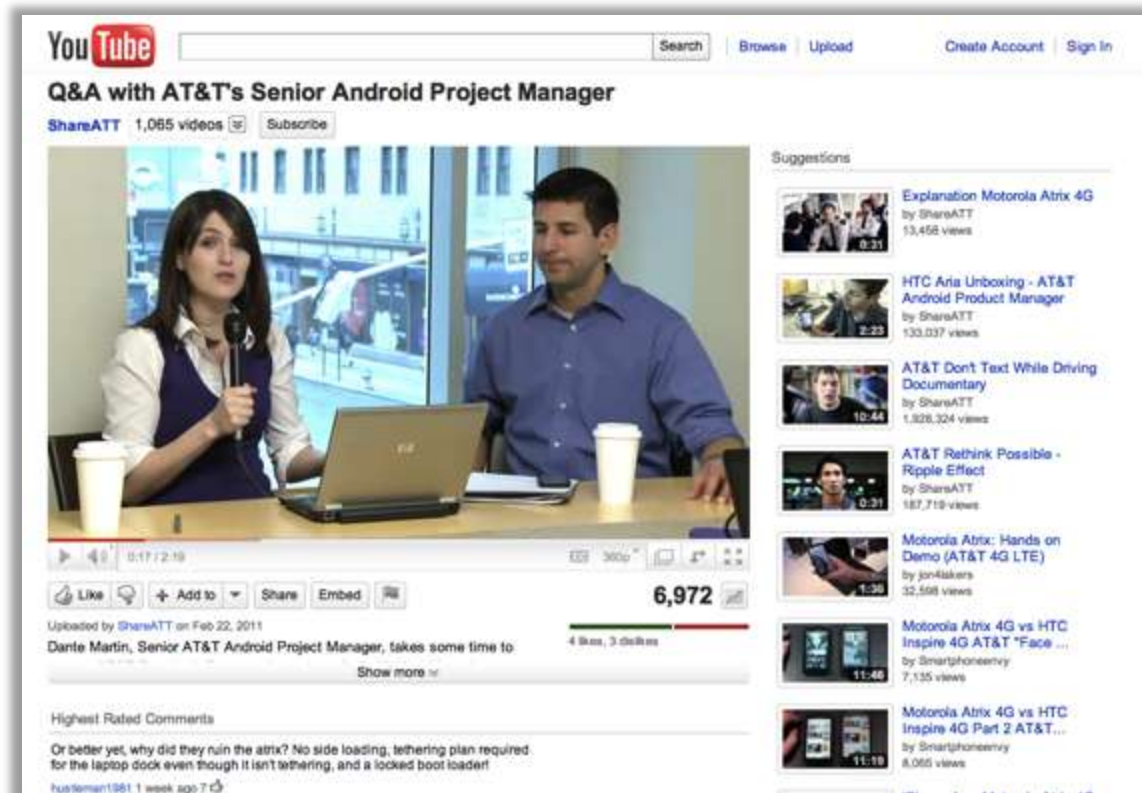 You Tube
Search
Browse
Upload
Create Account
Sign In
Q&A with AT&T's Senior Android Project Manager
ShareATT 1,065 videos Subscribe
hp
0:17 / 2:19
360p
Like
Add to
Share
Embed
6,972
Uploaded by ShareATT on Feb 22, 2011
4 likes, 3 dislikes
Dante Martin, Senior AT&T Android Project Manager, takes some time to
Show more
Highest Rated Comments
Or better yet, why did they ruin the atrix? No side loading, tethering plan required
for the laptop dock even though it isn't tethering, and a locked boot loader!
hustleman1981 1 week ago 7
Suggestions
0:31
Explanation Motorola Atrix 4G
by ShareATT
13,458 views
2:23
HTC Aria Unboxing - AT&T
Android Product Manager
by ShareATT
133,037 views
10:44
AT&T Don't Text While Driving
Documentary
by ShareATT
1,928,324 views
0:31
AT&T Rethink Possible -
Ripple Effect
by ShareATT
187,719 views
1:36
Motorola Atrix: Hands on
Demo (AT&T 4G LTE)
by jon4lakers
32,598 views
11:46
Motorola Atrix 4G vs HTC
Inspire 4G AT&T "Face ...
by Smartphoneenvy
7,135 views
11:19
Motorola Atrix 4G vs HTC
Inspire 4G Part 2 AT&T...
by Smartphoneenvy
8,065 views